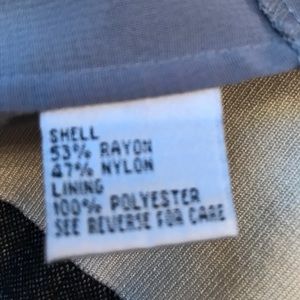 SHELL
53% RAYON
47% NYLON
LINING
100% POLYESTER
SEE REVERSE FOR CARE